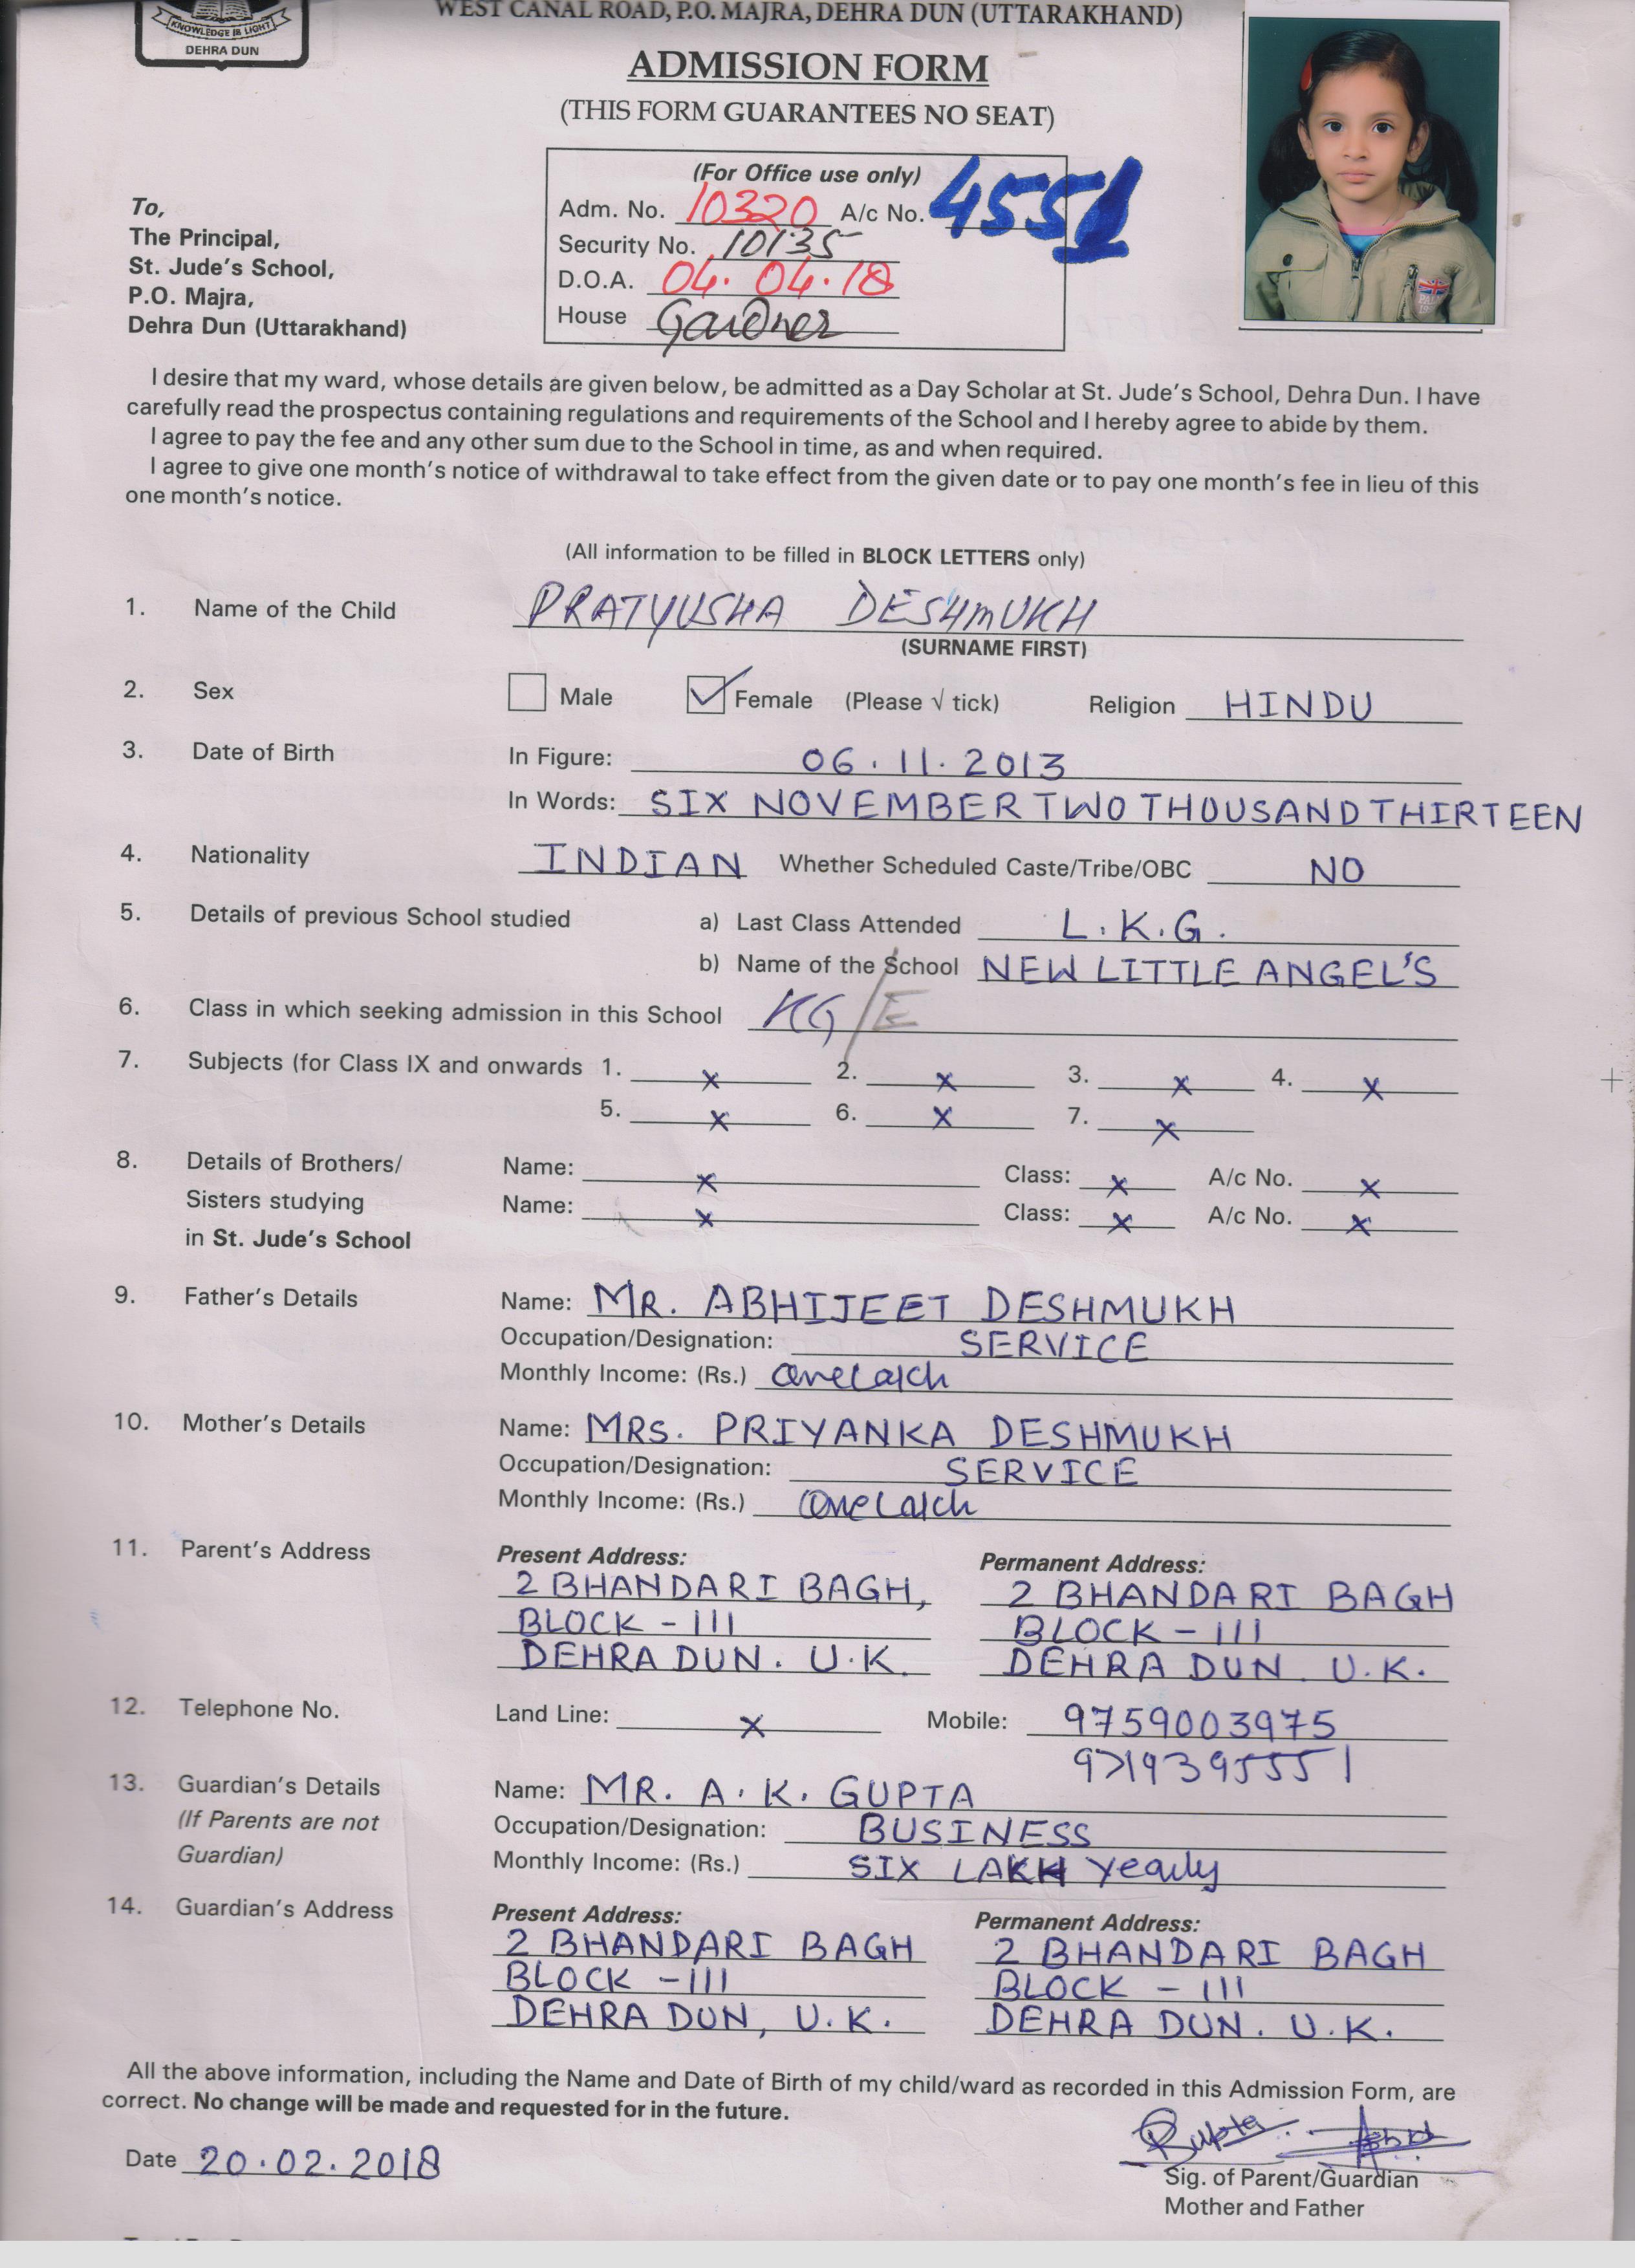 KNOWLEDGE IS LIGHT
DEHRA DUN
WEST CANAL ROAD, P.O. MAJRA, DEHRA DUN (UTTARAKHAND)
ADMISSION FORM
(THIS FORM GUARANTEES NO SEAT)
(For Office use only)
Adm. No. 10320 A/c No. 4551
Security No. 10135
D.O.A. 04.04.18
House Gardner
To,
The Principal,
St. Jude's School,
P.O. Majra,
Dehra Dun (Uttarakhand)
I desire that my ward, whose details are given below, be admitted as a Day Scholar at St. Jude's School, Dehra Dun. I have
carefully read the prospectus containing regulations and requirements of the School and I hereby agree to abide by them.
I agree to pay the fee and any other sum due to the School in time, as and when required.
I agree to give one month's notice of withdrawal to take effect from the given date or to pay one month's fee in lieu of this
one month's notice.
(All information to be filled in BLOCK LETTERS only)
1. Name of the Child PRATYUSHA DESHMUKH
(SURNAME FIRST)
2. Sex Male Female (Please √ tick) Religion HINDU
3. Date of Birth In Figure: 06.11.2013
In Words: SIX NOVEMBER TWO THOUSAND THIRTEEN
4. Nationality INDIAN Whether Scheduled Caste/Tribe/OBC NO
5. Details of previous School studied a) Last Class Attended L.K.G.
b) Name of the School NEW LITTLE ANGEL'S
6. Class in which seeking admission in this School KG/E
7. Subjects (for Class IX and onwards 1. x 2. x 3. x 4. x
5. x 6. x 7. x
8. Details of Brothers/ Name: x Class: x A/c No. x
Sisters studying Name: x Class: x A/c No. x
in St. Jude's School
9. Father's Details Name: MR. ABHIJEET DESHMUKH
Occupation/Designation: SERVICE
Monthly Income: (Rs.) one Lakh
10. Mother's Details Name: MRS. PRIYANKA DESHMUKH
Occupation/Designation: SERVICE
Monthly Income: (Rs.) one Lakh
11. Parent's Address Present Address: Permanent Address:
2 BHANDARI BAGH, 2 BHANDARI BAGH
BLOCK - III BLOCK - III
DEHRA DUN. U.K. DEHRA DUN. U.K.
12. Telephone No. Land Line: x Mobile: 9759003975
9719395551
13. Guardian's Details Name: MR. A. K. GUPTA
(If Parents are not Occupation/Designation: BUSINESS
Guardian) Monthly Income: (Rs.) SIX LAKH yearly
14. Guardian's Address Present Address: Permanent Address:
2 BHANDARI BAGH 2 BHANDARI BAGH
BLOCK - III BLOCK - III
DEHRA DUN, U.K. DEHRA DUN. U.K.
All the above information, including the Name and Date of Birth of my child/ward as recorded in this Admission Form, are
correct. No change will be made and requested for in the future.
Date 20.02.2018
Sig. of Parent/Guardian
Mother and Father